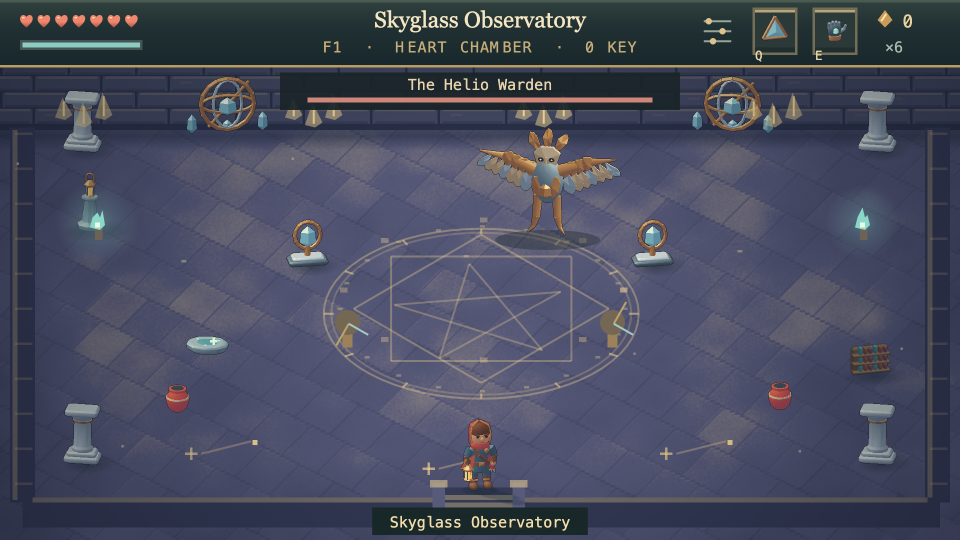 Skyglass Observatory
F1 · HEART CHAMBER · 0 KEY
Q
E
0
×6
The Helio Warden
Skyglass Observatory